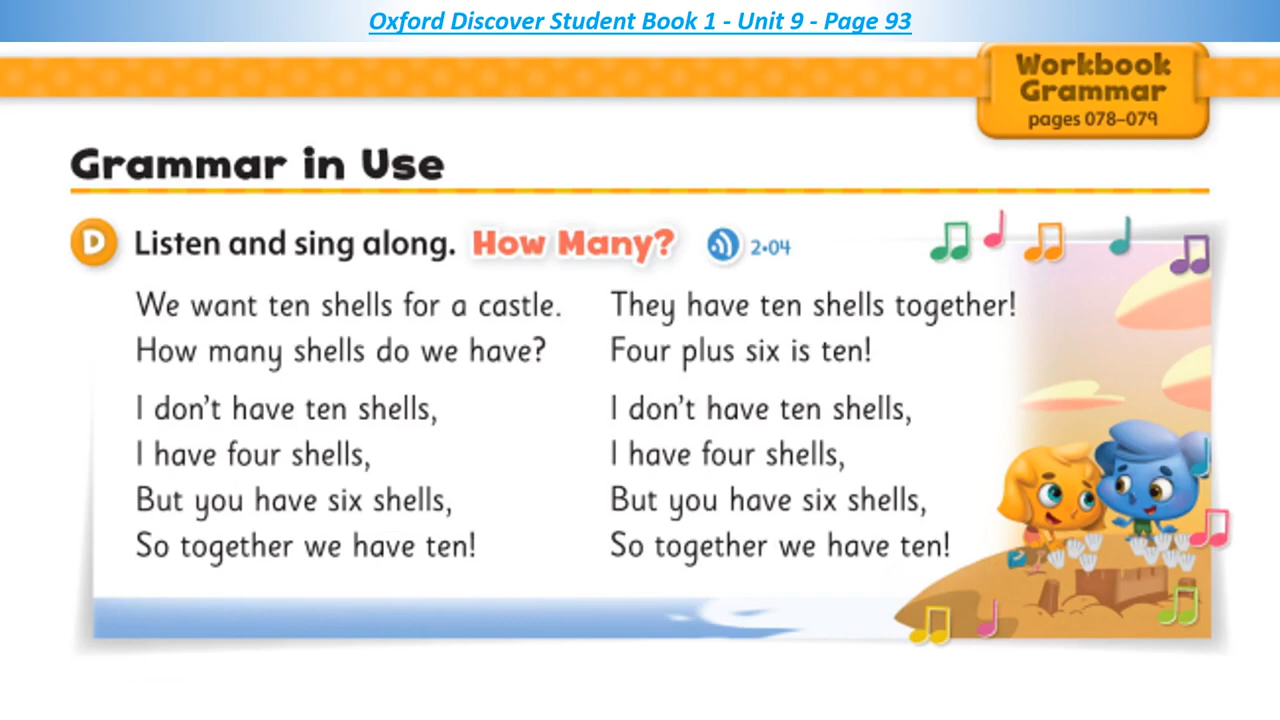 Oxford Discover Student Book 1 - Unit 9 - Page 93
Workbook
Grammar
pages 078–079
Grammar in Use
D Listen and sing along. How Many? 2•04
We want ten shells for a castle.
How many shells do we have?
I don't have ten shells,
I have four shells,
But you have six shells,
So together we have ten!
They have ten shells together!
Four plus six is ten!
I don't have ten shells,
I have four shells,
But you have six shells,
So together we have ten!